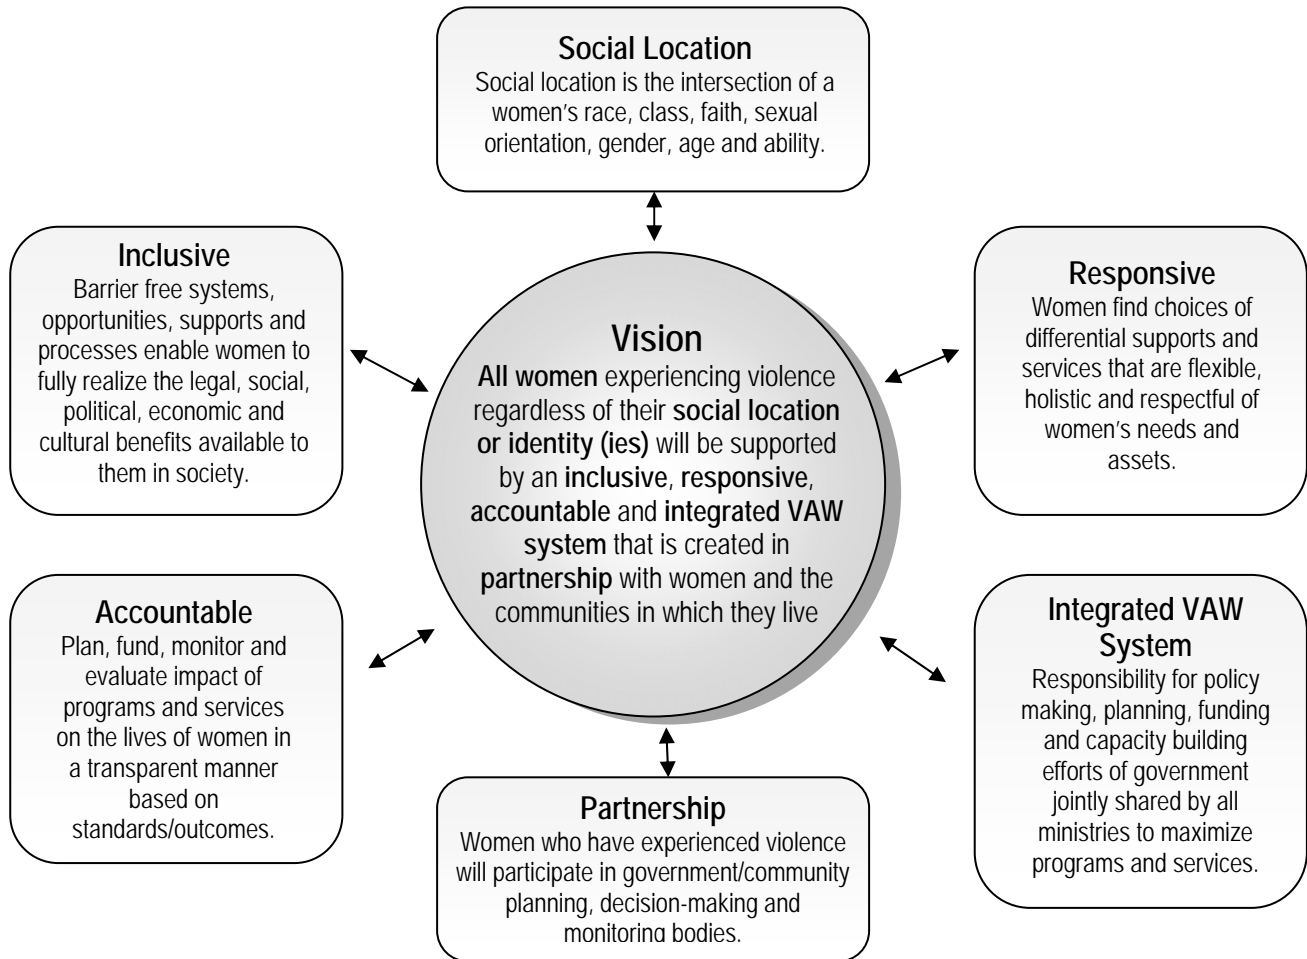 Social Location
Social location is the intersection of a
women's race, class, faith, sexual
orientation, gender, age and ability.
Inclusive
Barrier free systems,
opportunities, supports and
processes enable women to
fully realize the legal, social,
political, economic and
cultural benefits available to
them in society.
Vision
All women experiencing violence
regardless of their social location
or identity (ies) will be supported
by an inclusive, responsive,
accountable and integrated VAW
system that is created in
partnership with women and the
communities in which they live
Responsive
Women find choices of
differential supports and
services that are flexible,
holistic and respectful of
women's needs and
assets.
Accountable
Plan, fund, monitor and
evaluate impact of
programs and services
on the lives of women in
a transparent manner
based on
standards/outcomes.
Partnership
Women who have experienced violence
will participate in government/community
planning, decision-making and
monitoring bodies.
Integrated VAW
System
Responsibility for policy
making, planning, funding
and capacity building
efforts of government
jointly shared by all
ministries to maximize
programs and services.